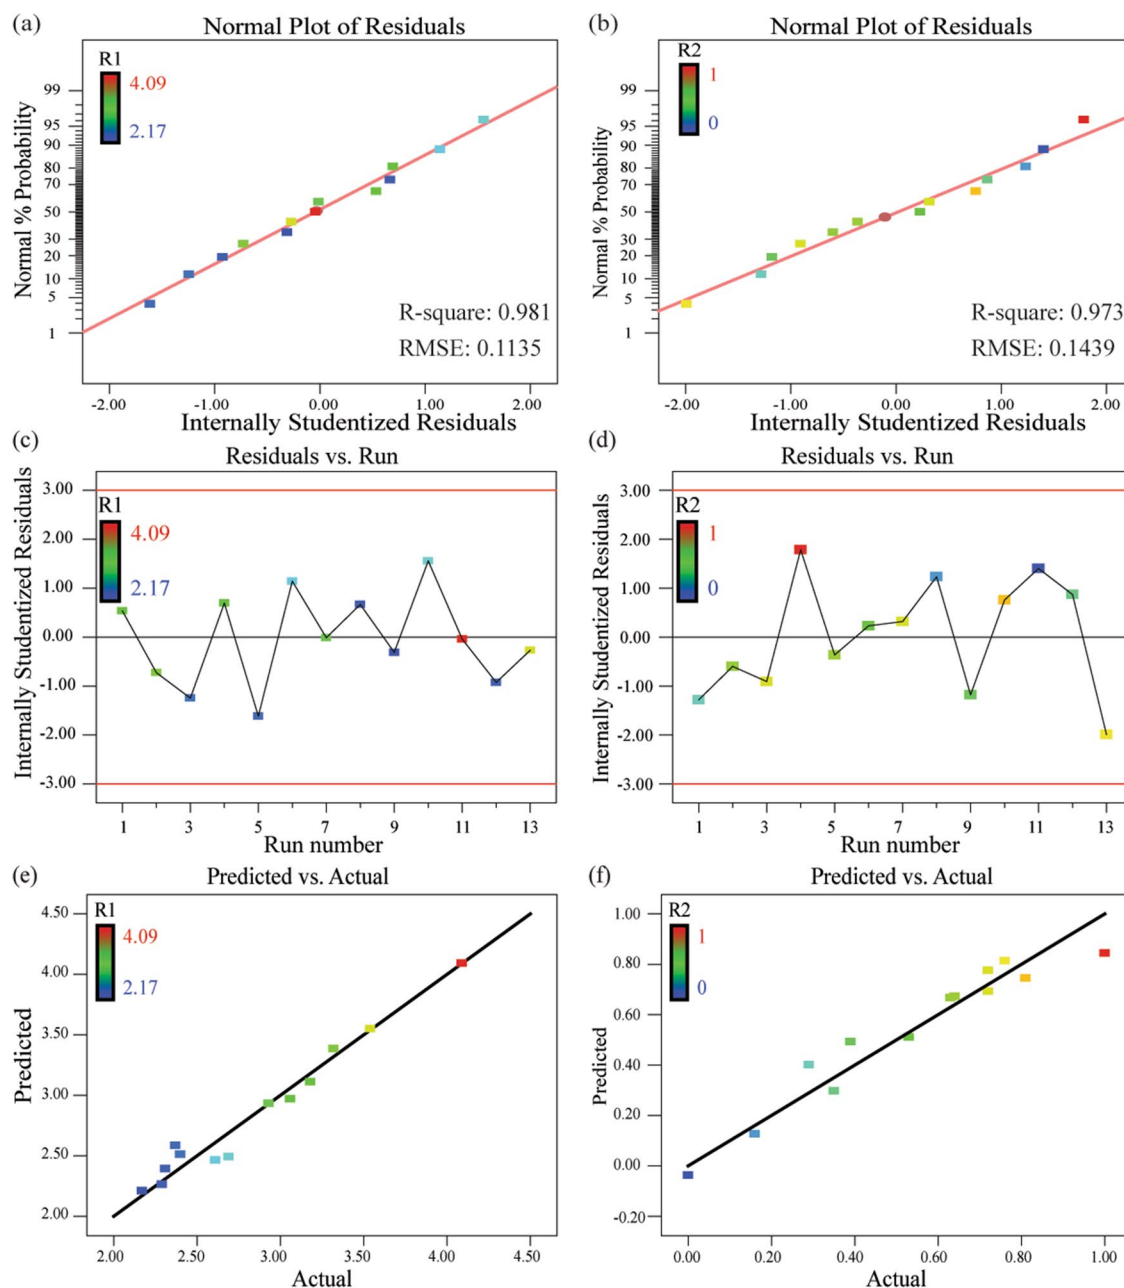 (a)
Normal Plot of Residuals
R1
4.09
2.17
Normal % Probability
99
95
90
80
70
50
30
20
10
5
1
R-square: 0.981
RMSE: 0.1135
-2.00 -1.00 0.00 1.00 2.00
Internally Studentized Residuals
(b)
Normal Plot of Residuals
R2
1
0
Normal % Probability
99
95
90
80
70
50
30
20
10
5
1
R-square: 0.973
RMSE: 0.1439
-2.00 -1.00 0.00 1.00 2.00
Internally Studentized Residuals
(c)
Residuals vs. Run
R1
4.09
2.17
Internally Studentized Residuals
3.00
2.00
1.00
0.00
-1.00
-2.00
-3.00
1 3 5 7 9 11 13
Run number
(d)
Residuals vs. Run
R2
1
0
Internally Studentized Residuals
3.00
2.00
1.00
0.00
-1.00
-2.00
-3.00
1 3 5 7 9 11 13
Run number
(e)
Predicted vs. Actual
R1
4.09
2.17
Predicted
4.50
4.00
3.50
3.00
2.50
2.00
2.00 2.50 3.00 3.50 4.00 4.50
Actual
(f)
Predicted vs. Actual
R2
1
0
Predicted
1.00
0.80
0.60
0.40
0.20
0.00
-0.20
0.00 0.20 0.40 0.60 0.80 1.00
Actual